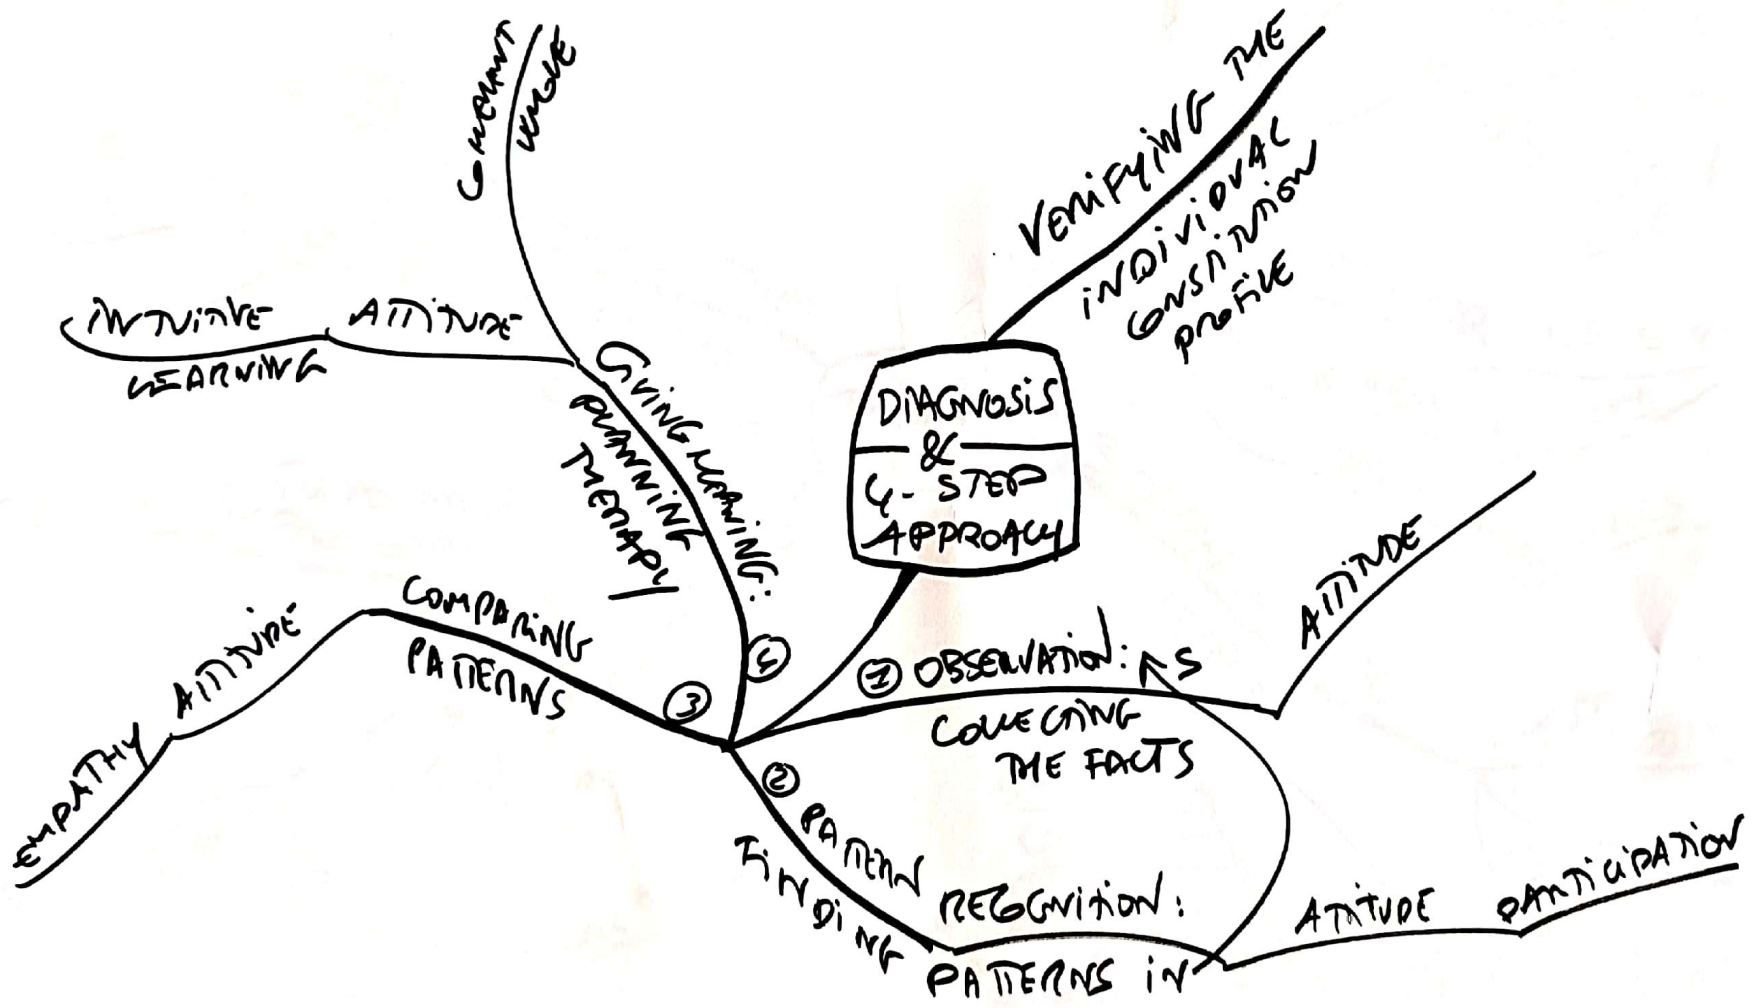 VERIFYING THE
INDIVIDUAL
CONSTITUTION
PROFILE
DIAGNOSIS
&
4-STEP
APPROACH
① OBSERVATION: S
COLLECTING
THE FACTS
ATTITUDE
② PATTERN
RECOGNITION:
FINDING
PATTERNS IN
ATTITUDE
PARTICIPATION
③ COMPARING
PATTERNS
ATTITUDE
EMPATHY
④ GIVING MEANING:
PLANNING
THERAPY
ATTITUDE
INTUITIVE
LEARNING